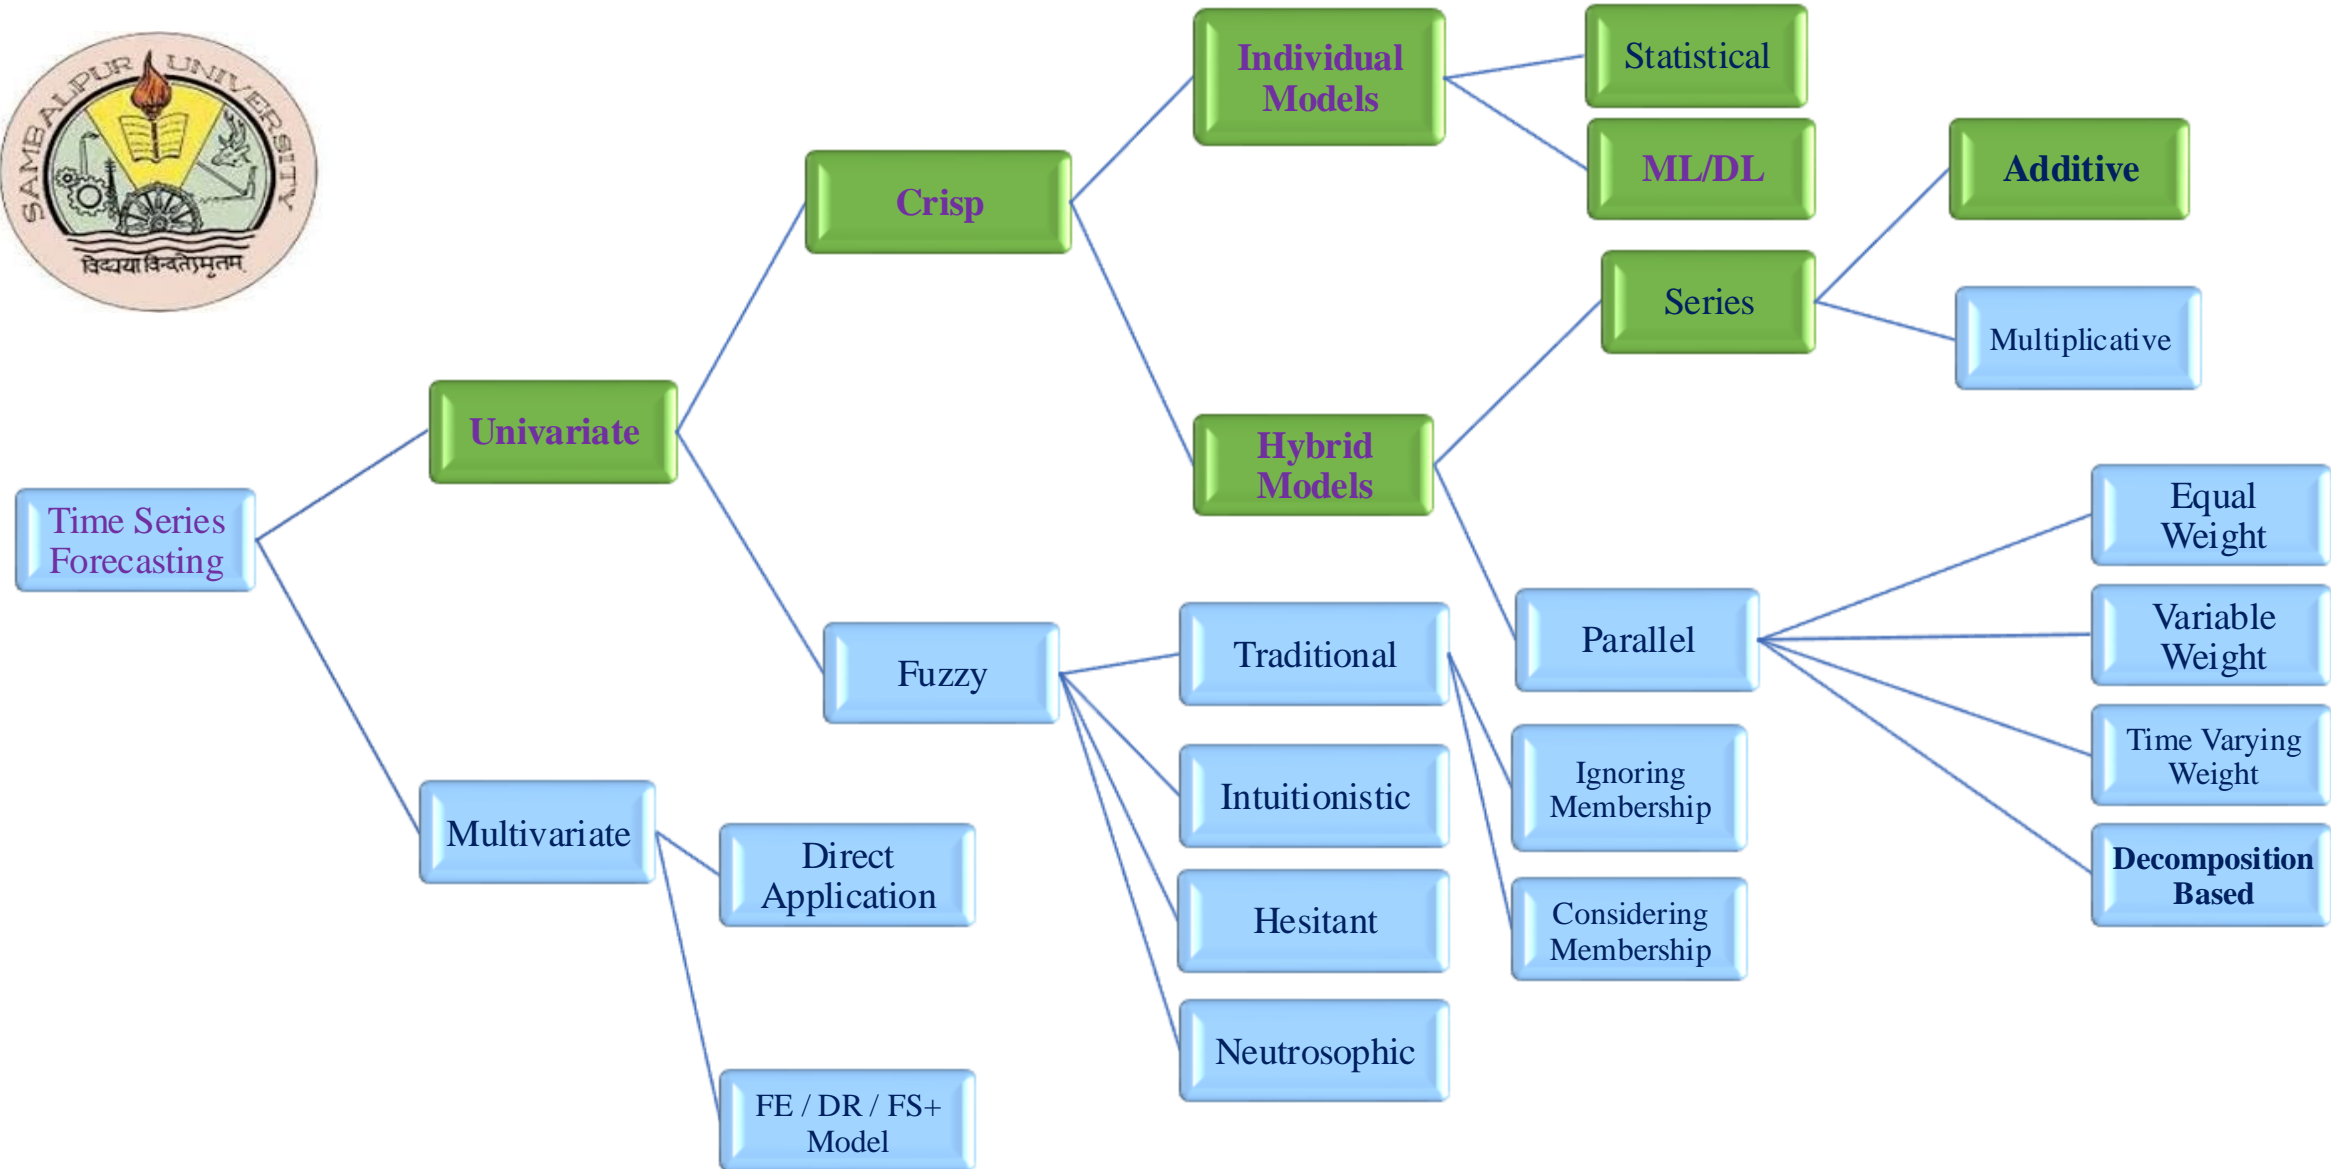 SAMBALPUR UNIVERSITY
विद्यया विन्दतेऽमृतम्
Individual
Models
Statistical
ML/DL
Additive
Crisp
Series
Multiplicative
Univariate
Hybrid
Models
Time Series
Forecasting
Equal
Weight
Variable
Weight
Time Varying
Weight
Decomposition
Based
Parallel
Fuzzy
Traditional
Intuitionistic
Hesitant
Neutrosophic
Ignoring
Membership
Considering
Membership
Multivariate
Direct
Application
FE / DR / FS+
Model